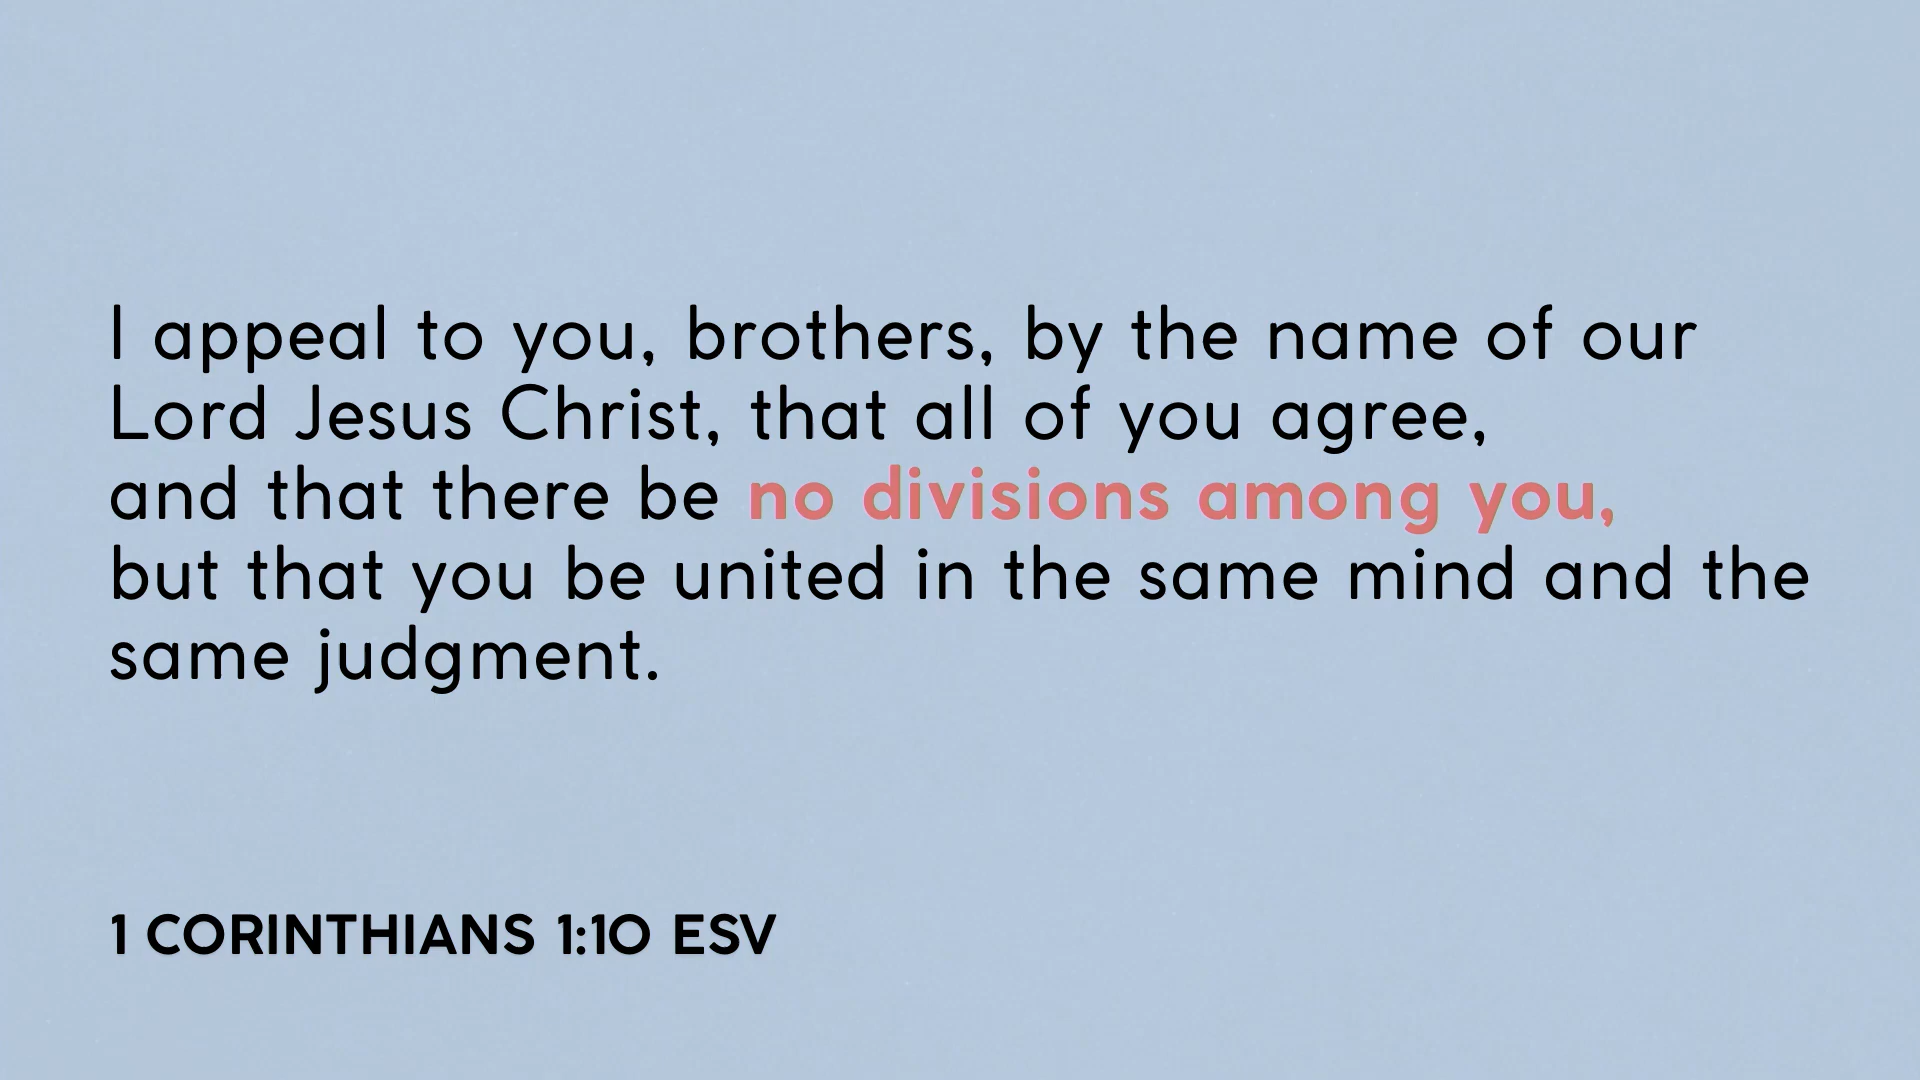 I appeal to you, brothers, by the name of our
Lord Jesus Christ, that all of you agree,
and that there be no divisions among you,
but that you be united in the same mind and the
same judgment.
1 CORINTHIANS 1:10 ESV